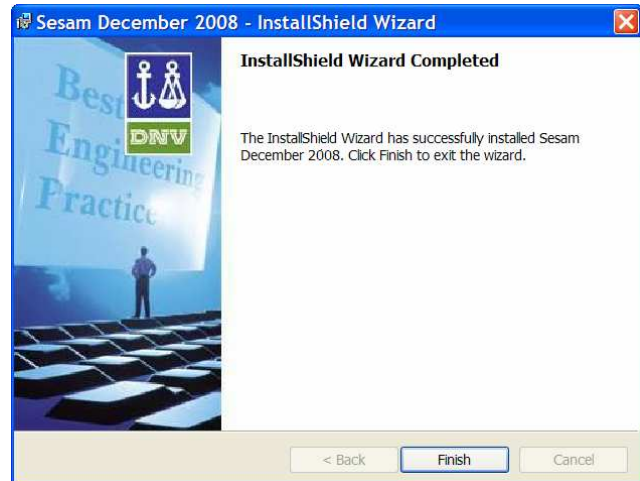 Sesam December 2008 - InstallShield Wizard
Best
Engineering
Practice
DNV
InstallShield Wizard Completed
The InstallShield Wizard has successfully installed Sesam
December 2008. Click Finish to exit the wizard.
< Back
Finish
Cancel